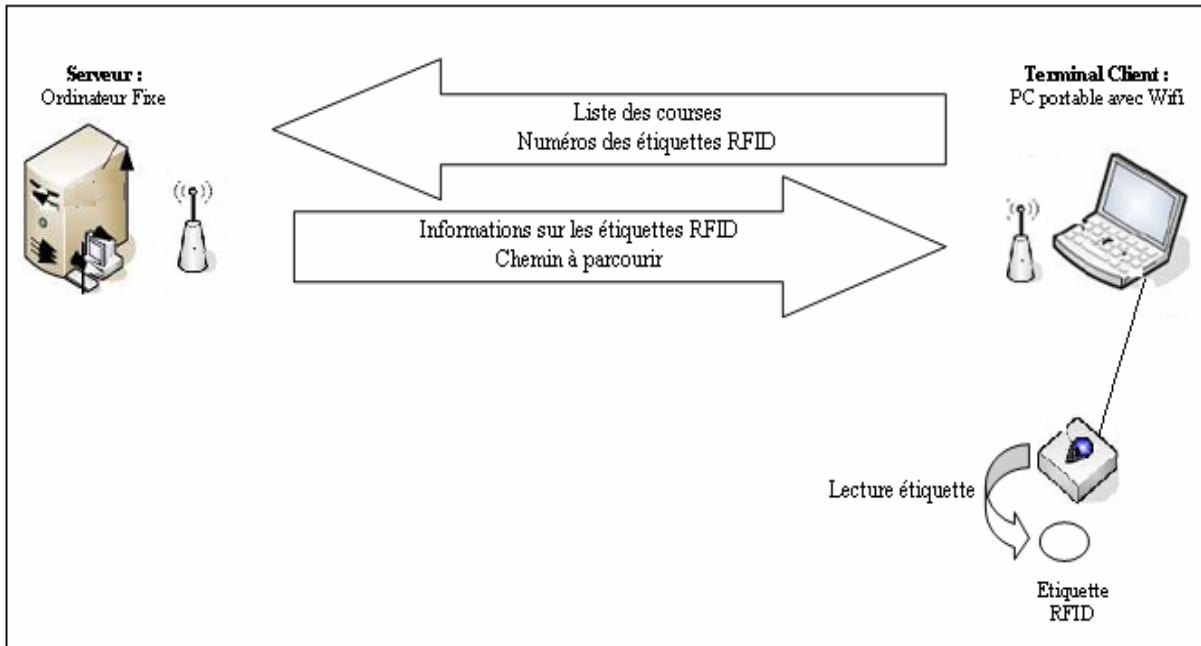 Serveur :
Ordinateur Fixe
Terminal Client :
PC portable avec Wifi
Liste des courses
Numéros des étiquettes RFID
Informations sur les étiquettes RFID
Chemin à parcourir
Lecture étiquette
Etiquette
RFID